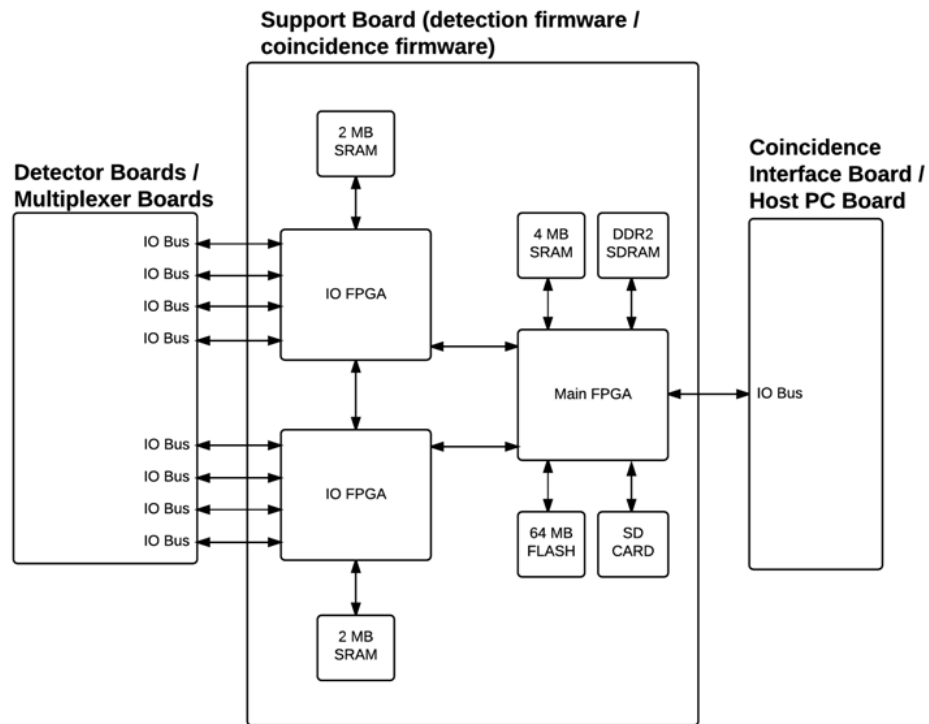 Support Board (detection firmware /
coincidence firmware)
Detector Boards /
Multiplexer Boards
IO Bus
IO Bus
IO Bus
IO Bus
IO Bus
IO Bus
IO Bus
IO Bus
2 MB
SRAM
IO FPGA
IO FPGA
2 MB
SRAM
4 MB
SRAM
DDR2
SDRAM
Main FPGA
64 MB
FLASH
SD
CARD
Coincidence
Interface Board /
Host PC Board
IO Bus